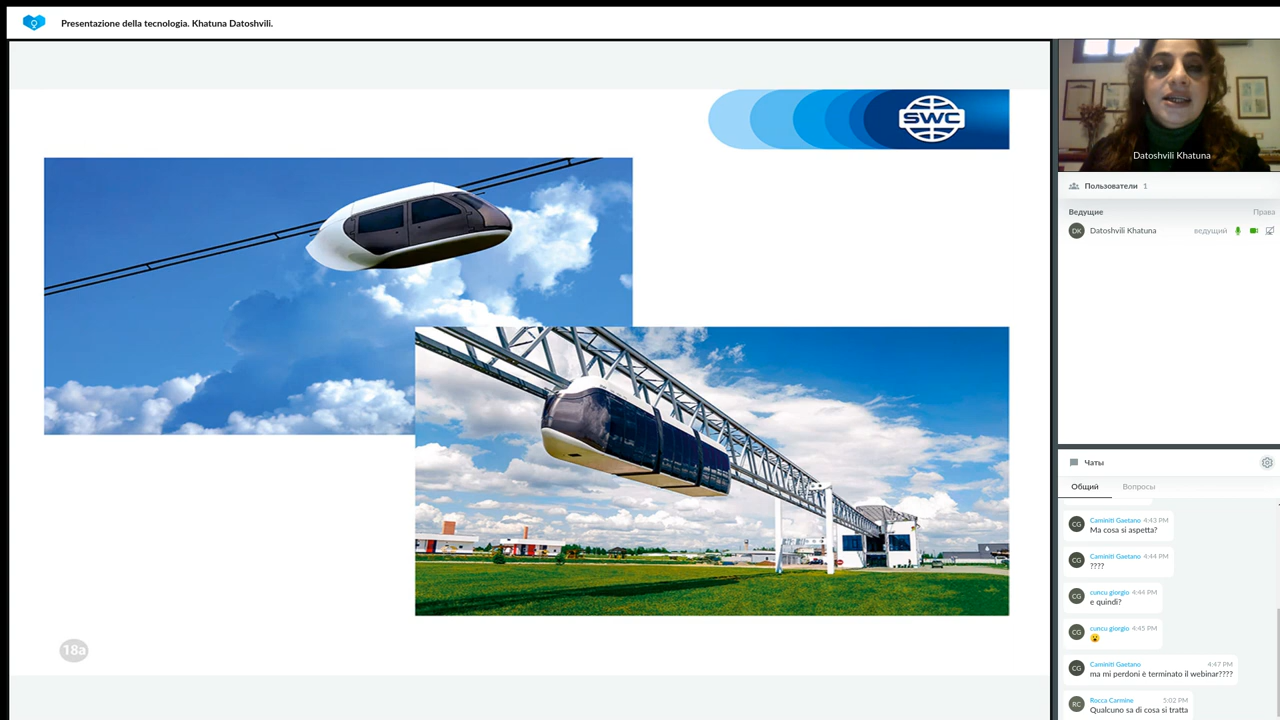 Presentazione della tecnologia. Khatuna Datoshvili.
SWC
18a
Datoshvili Khatuna
Пользователи 1
Ведущие Права
DK Datoshvili Khatuna ведущий
Чаты
Общий Вопросы
CG Caminiti Gaetano 4:43 PM
Ma cosa si aspetta?
CG Caminiti Gaetano 4:44 PM
????
CG cuncu giorgio 4:44 PM
e quindi?
CG cuncu giorgio 4:45 PM
😮
CG Caminiti Gaetano 4:47 PM
ma mi perdoni è terminato il webinar????
RC Rocca Carmine 5:02 PM
Qualcuno sa di cosa si tratta